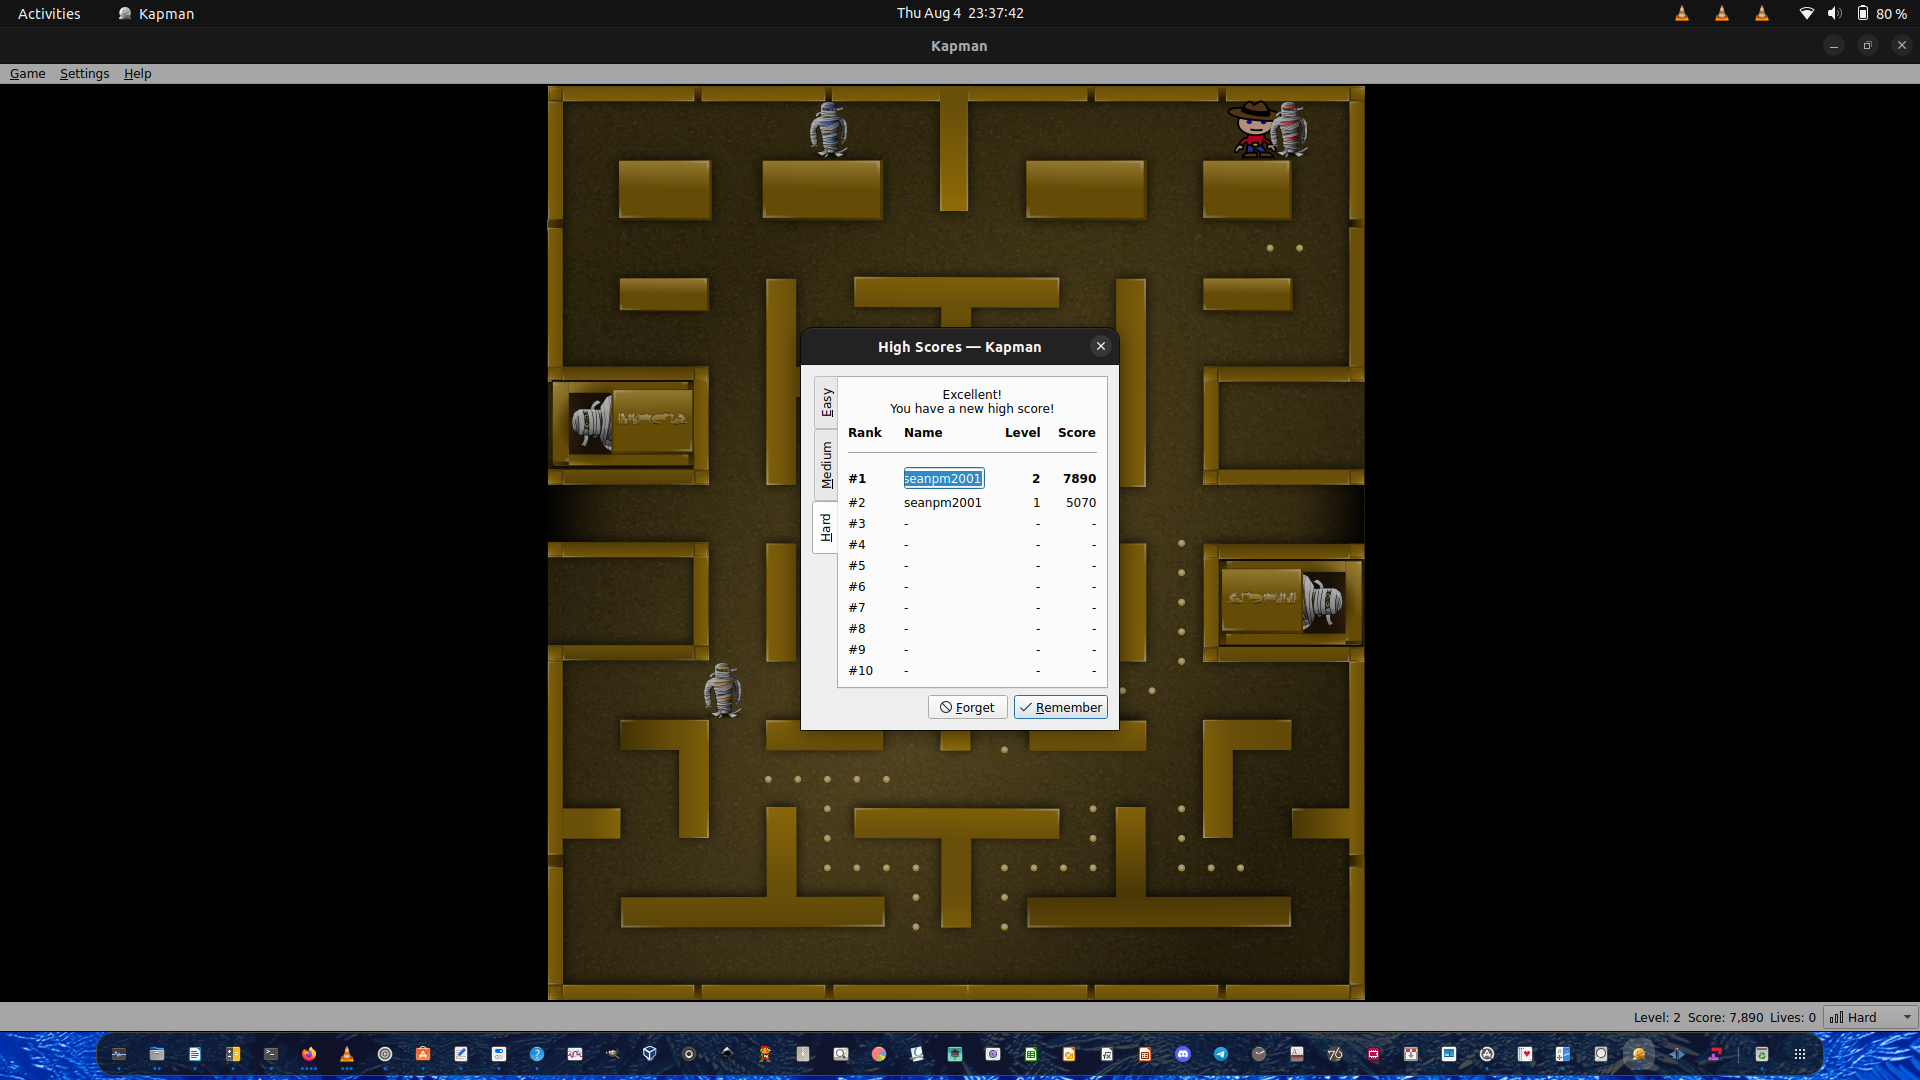 Activities
Kapman
Thu Aug 4 23:37:42
80 %
Kapman
Game Settings Help
High Scores — Kapman
Easy
Medium
Hard
Excellent!
You have a new high score!
Rank Name Level Score
#1 seanpm2001 2 7890
#2 seanpm2001 1 5070
#3 - - -
#4 - - -
#5 - - -
#6 - - -
#7 - - -
#8 - - -
#9 - - -
#10 - - -
Forget
Remember
Level: 2 Score: 7,890 Lives: 0
Hard
76